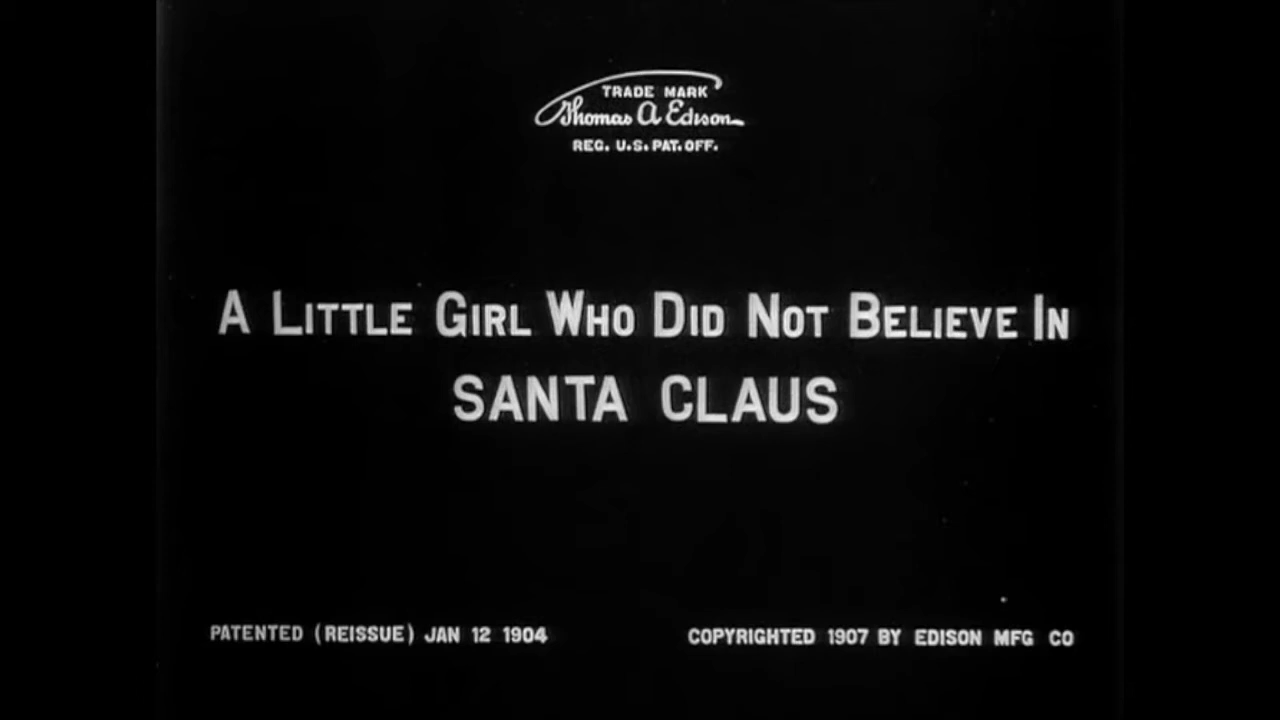 TRADE MARK
Thomas A Edison
REG. U.S. PAT. OFF.
A LITTLE GIRL WHO DID NOT BELIEVE IN
SANTA CLAUS
PATENTED (REISSUE) JAN 12 1904
COPYRIGHTED 1907 BY EDISON MFG CO